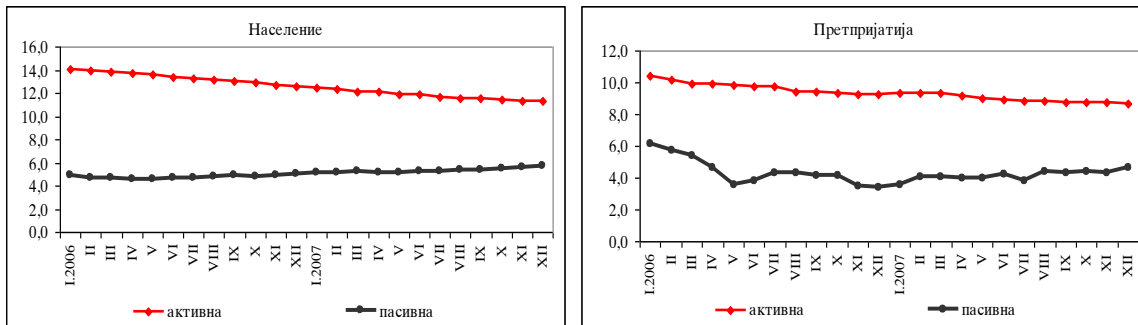 Население
16,0
14,0
12,0
10,0
8,0
6,0
4,0
2,0
0,0
I.2006 II III IV V VI VII VIII IX X XI XII I.2007 II III IV V VI VII VIII IX X XI XII
активна пасивна
Претпријатија
12,0
10,0
8,0
6,0
4,0
2,0
0,0
I.2006 II III IV V VI VII VIII IX X XI XII I.2007 II III IV V VI VII VIII IX X XI XII
активна пасивна